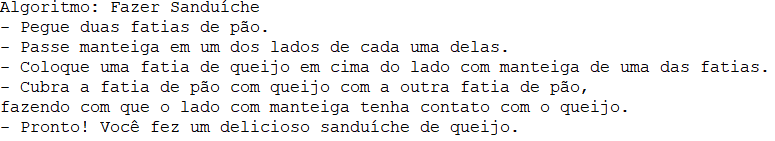 Algoritmo: Fazer Sanduíche
- Pegue duas fatias de pão.
- Passe manteiga em um dos lados de cada uma delas.
- Coloque uma fatia de queijo em cima do lado com manteiga de uma das fatias.
- Cubra a fatia de pão com queijo com a outra fatia de pão,
fazendo com que o lado com manteiga tenha contato com o queijo.
- Pronto! Você fez um delicioso sanduíche de queijo.